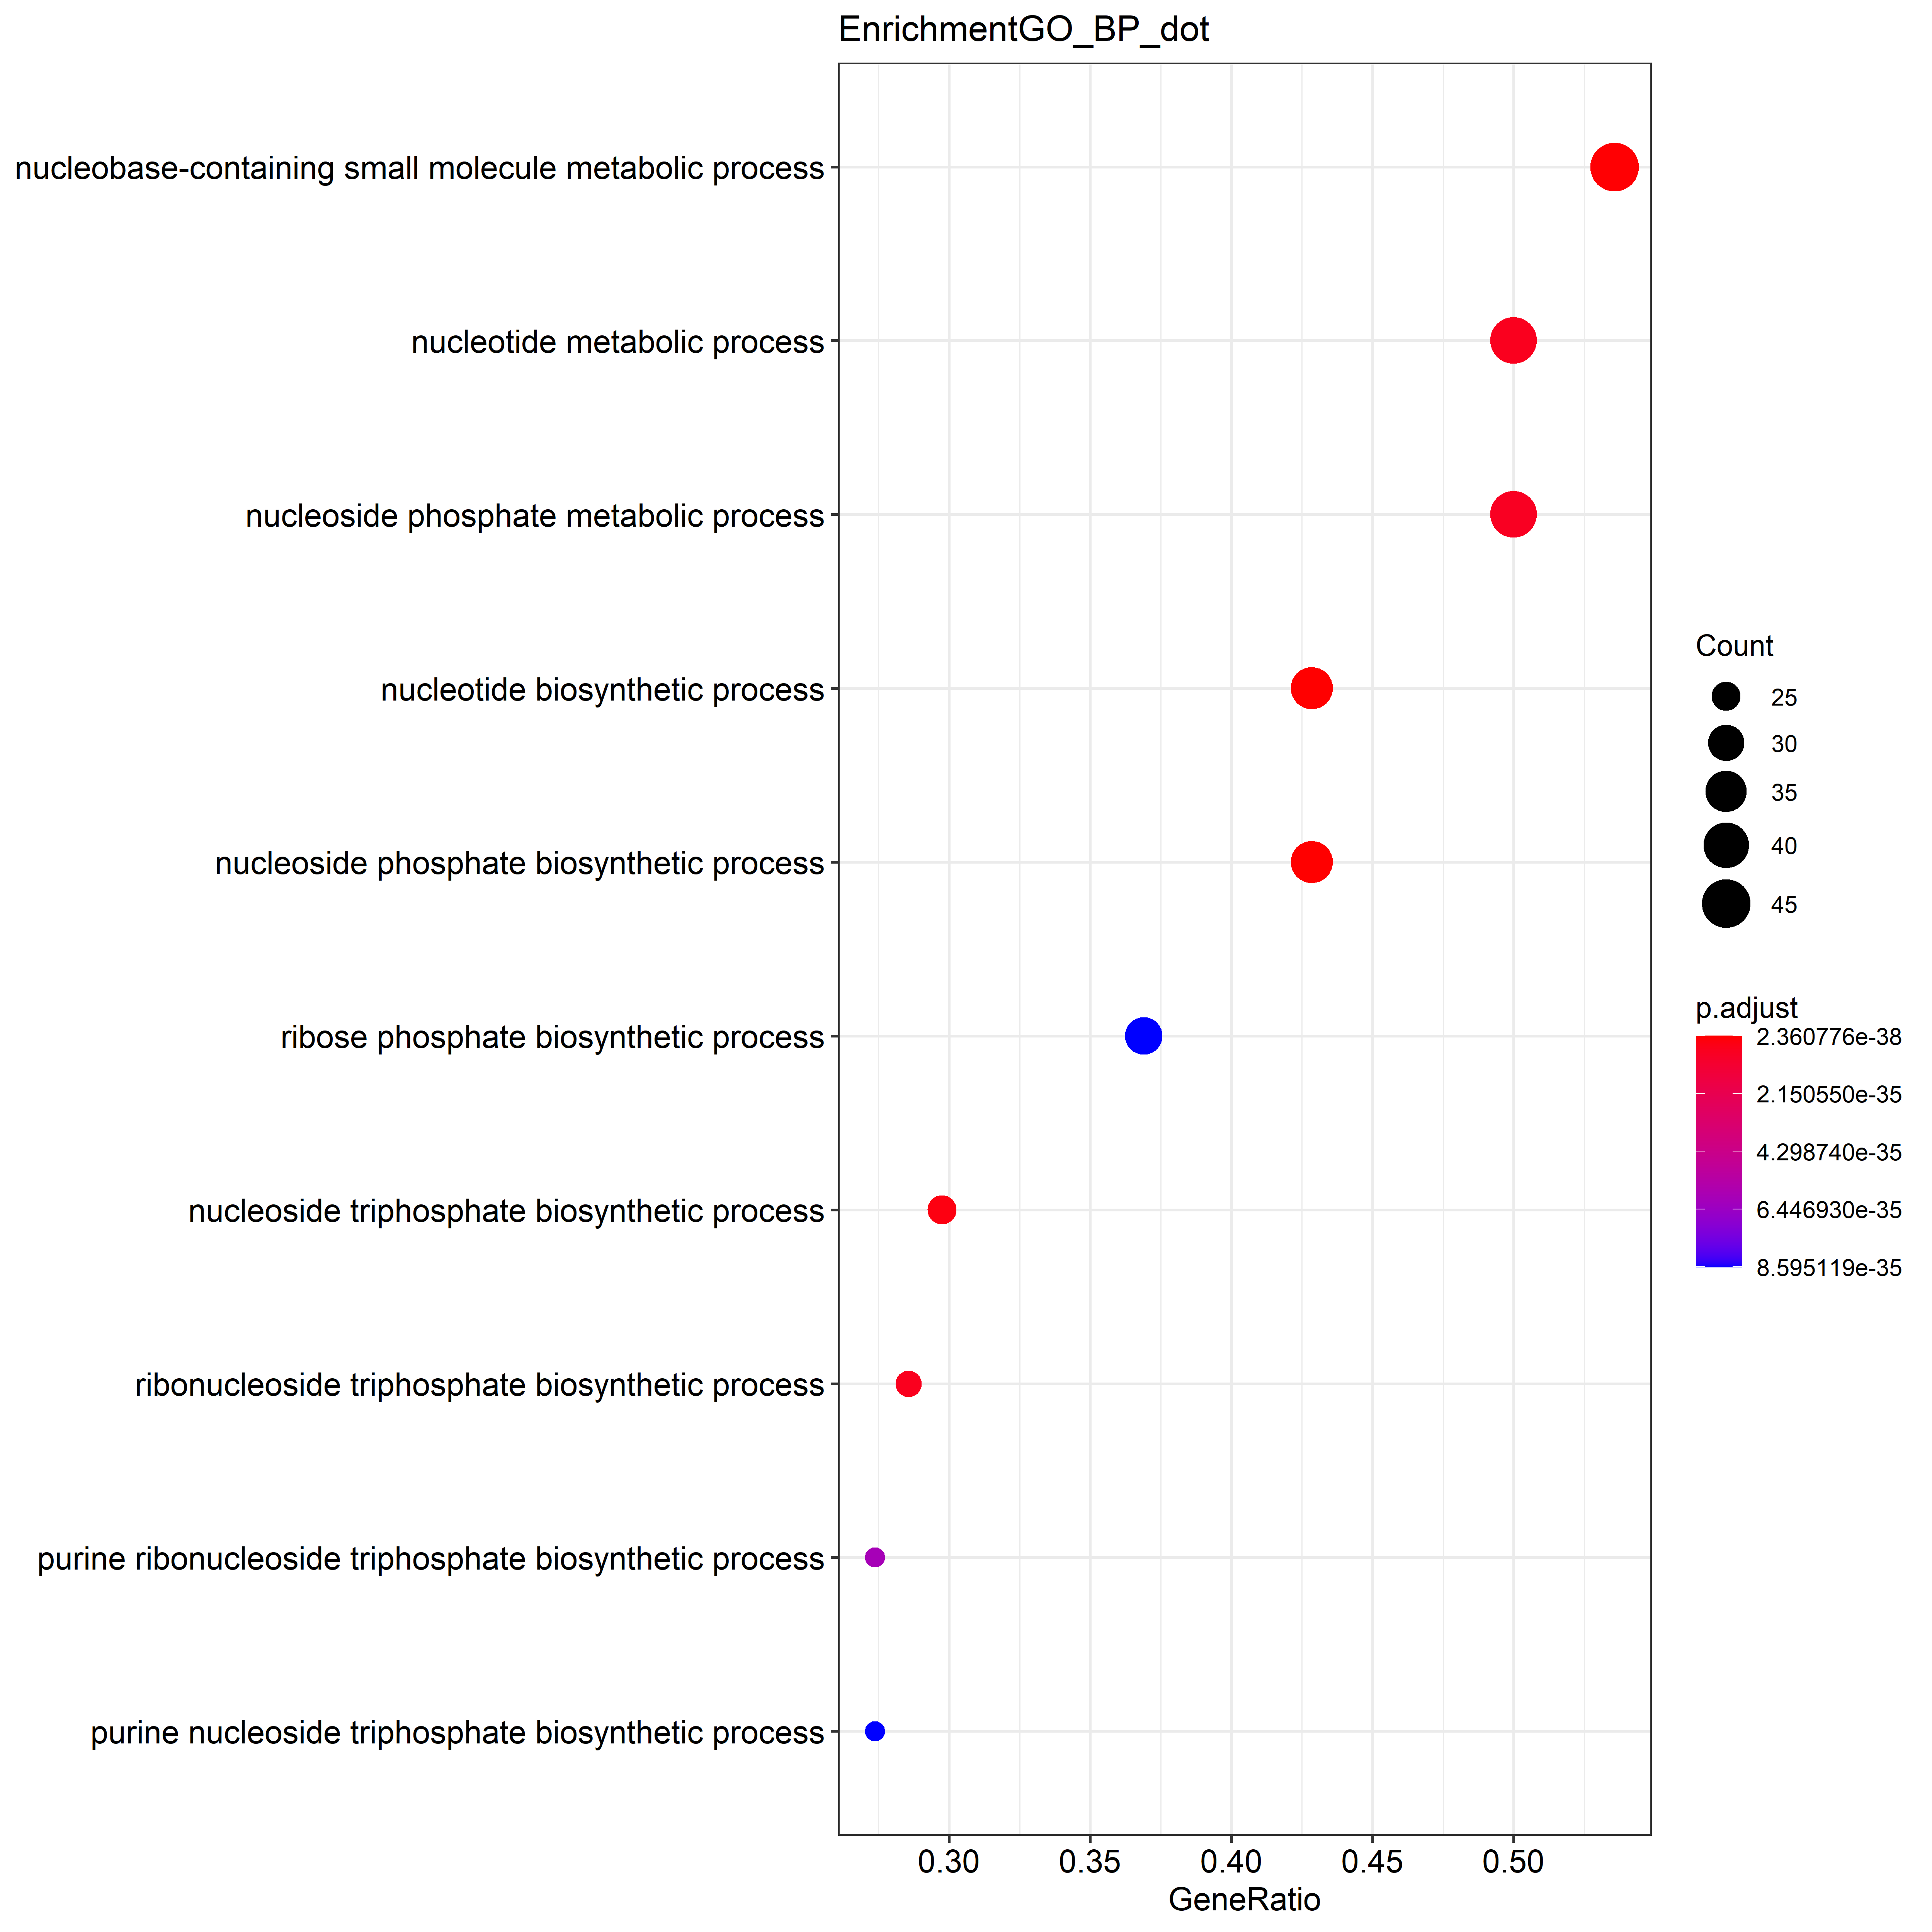 EnrichmentGO_BP_dot
nucleobase-containing small molecule metabolic process
nucleotide metabolic process
nucleoside phosphate metabolic process
nucleotide biosynthetic process
nucleoside phosphate biosynthetic process
ribose phosphate biosynthetic process
nucleoside triphosphate biosynthetic process
ribonucleoside triphosphate biosynthetic process
purine ribonucleoside triphosphate biosynthetic process
purine nucleoside triphosphate biosynthetic process
0.30 0.35 0.40 0.45 0.50
GeneRatio
Count
25
30
35
40
45
p.adjust
2.360776e-38
2.150550e-35
4.298740e-35
6.446930e-35
8.595119e-35